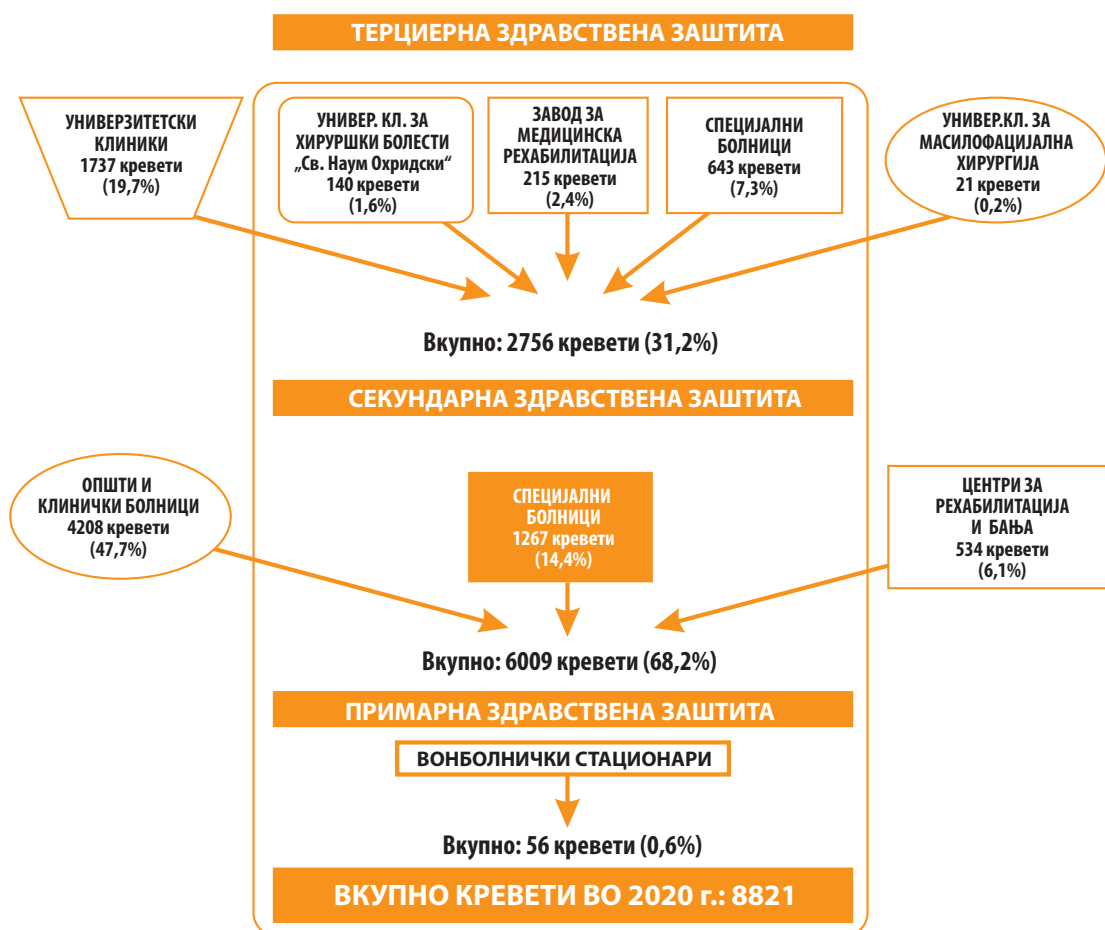 ТЕРЦИЕРНА ЗДРАВСТВЕНА ЗАШТИТА
УНИВЕРЗИТЕТСКИ
КЛИНИКИ
1737 кревети
(19,7%)
УНИВЕР. КЛ. ЗА
ХИРУРШКИ БОЛЕСТИ
„Св. Наум Охридски“
140 кревети
(1,6%)
ЗАВОД ЗА
МЕДИЦИНСКА
РЕХАБИЛИТАЦИЈА
215 кревети
(2,4%)
СПЕЦИЈАЛНИ
БОЛНИЦИ
643 кревети
(7,3%)
УНИВЕР.КЛ. ЗА
МАСИЛОФАЦИЈАЛНА
ХИРУРГИЈА
21 кревети
(0,2%)
Вкупно: 2756 кревети (31,2%)
СЕКУНДАРНА ЗДРАВСТВЕНА ЗАШТИТА
ОПШТИ И
КЛИНИЧКИ БОЛНИЦИ
4208 кревети
(47,7%)
СПЕЦИЈАЛНИ
БОЛНИЦИ
1267 кревети
(14,4%)
ЦЕНТРИ ЗА
РЕХАБИЛИТАЦИЈА
И БАЊА
534 кревети
(6,1%)
Вкупно: 6009 кревети (68,2%)
ПРИМАРНА ЗДРАВСТВЕНА ЗАШТИТА
ВОНБОЛНИЧКИ СТАЦИОНАРИ
Вкупно: 56 кревети (0,6%)
ВКУПНО КРЕВЕТИ ВО 2020 г.: 8821